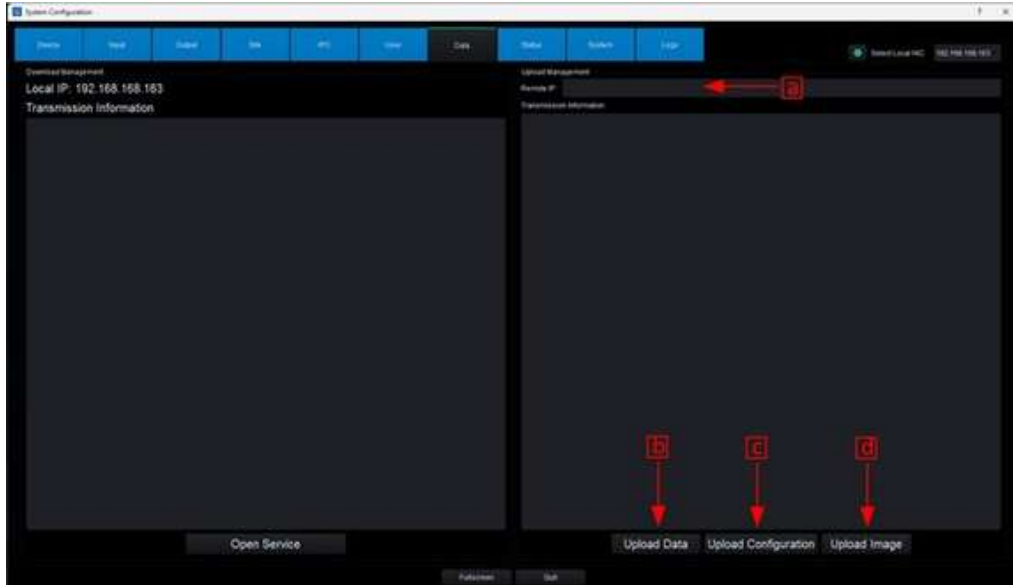 System Configuration
Device Input Output Site User Data Status System Logs
Select Local NIC 192.168.168.163
Download Management
Local IP: 192.168.168.163
Transmission Information
Upload Management
Remote IP
a
Transmission Information
b c d
Open Service
Upload Data Upload Configuration Upload Image
Fullscreen Quit